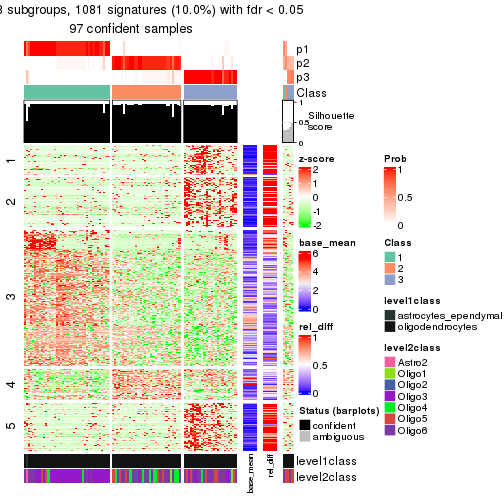 3 subgroups, 1081 signatures (10.0%) with fdr < 0.05
97 confident samples
p1
p2
p3
Class
1
0.5
0
Silhouette
score
1
2
3
4
5
z-score
2
1
0
-1
-2
base_mean
6
4
2
0
rel_diff
1
0.5
0
Status (barplots)
confident
ambiguous
Prob
1
0.5
0
Class
1
2
3
level1class
astrocytes_ependymal
oligodendrocytes
level2class
Astro2
Oligo1
Oligo2
Oligo3
Oligo4
Oligo5
Oligo6
level1class
level2class
base_mean
rel_diff